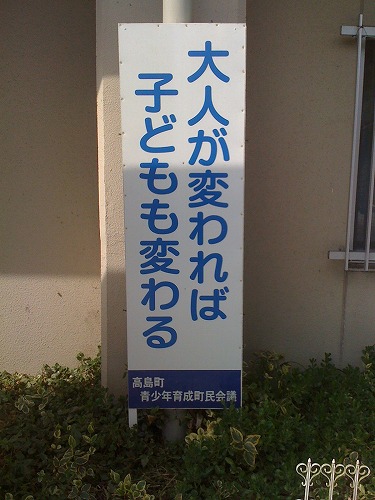 大人が変われば
子どもも変わる
高島町
青少年育成町民会議